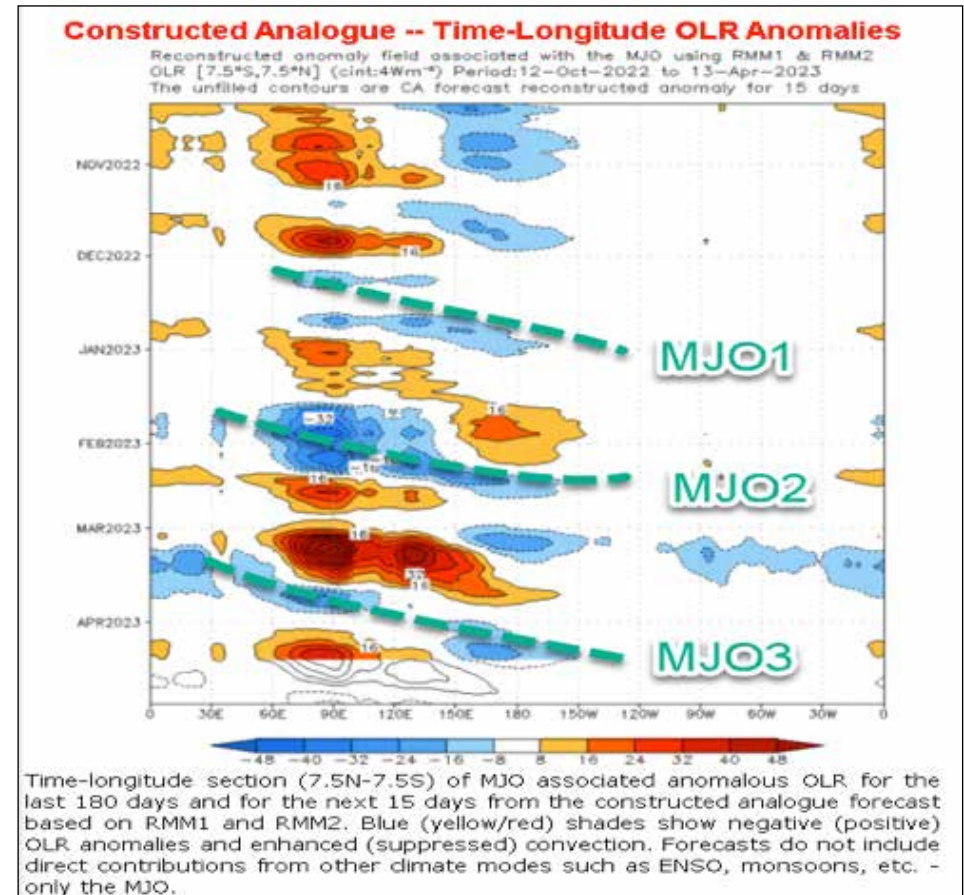 Constructed Analogue -- Time-Longitude OLR Anomalies
Reconstructed anomaly field associated with the MJO using RMM1 & RMM2
OLR [7.5°S,7.5°N] (cint:4Wm⁻²) Period:12-Oct-2022 to 13-Apr-2023
The unfilled contours are CA forecast reconstructed anomaly for 15 days
NOV2022
16
DEC2022
16
JAN2023
MJO1
16
-32
FEB2023
-16
16
MJO2
MAR2023
16
32
16
APR2023
16
MJO3
0 30E 60E 90E 120E 150E 180 150W 120W 90W 60W 30W 0
-48 -40 -32 -24 -16 -8 8 16 24 32 40 48
Time-longitude section (7.5N-7.5S) of MJO associated anomalous OLR for the
last 180 days and for the next 15 days from the constructed analogue forecast
based on RMM1 and RMM2. Blue (yellow/red) shades show negative (positive)
OLR anomalies and enhanced (suppressed) convection. Forecasts do not include
direct contributions from other climate modes such as ENSO, monsoons, etc. -
only the MJO.